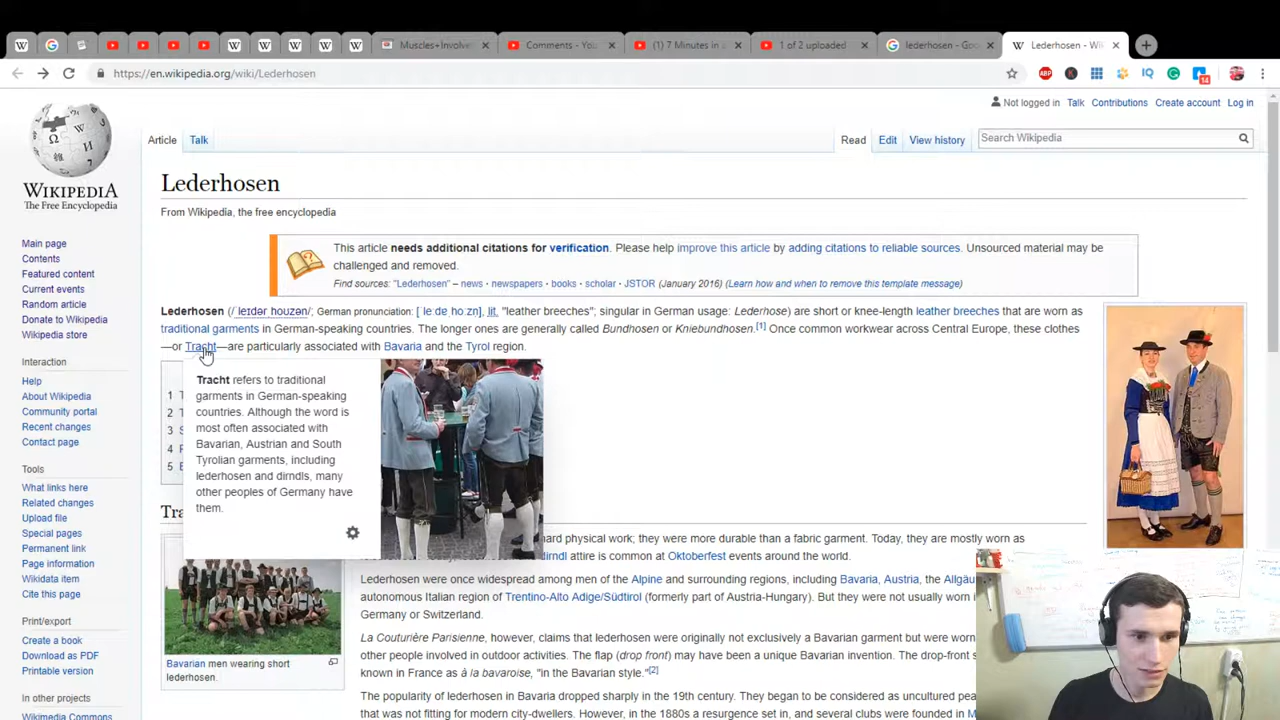 Muscles+Involve
Comments - You
(1) 7 Minutes in
1 of 2 uploaded
lederhosen - Goo
Lederhosen - Wik
https://en.wikipedia.org/wiki/Lederhosen
ABP
K
IQ
G
14
Not logged in Talk Contributions Create account Log in
Article Talk
Read Edit View history
Search Wikipedia
WIKIPEDIA
The Free Encyclopedia
Main page
Contents
Featured content
Current events
Random article
Donate to Wikipedia
Wikipedia store
Interaction
Help
About Wikipedia
Community portal
Recent changes
Contact page
Tools
What links here
Related changes
Upload file
Special pages
Permanent link
Page information
Wikidata item
Cite this page
Print/export
Create a book
Download as PDF
Printable version
In other projects
Wikimedia Commons
Lederhosen
From Wikipedia, the free encyclopedia
This article needs additional citations for verification. Please help improve this article by adding citations to reliable sources. Unsourced material may be
challenged and removed.
Find sources: "Lederhosen" – news · newspapers · books · scholar · JSTOR (January 2016) (Learn how and when to remove this template message)
Lederhosen (/ˈleɪdərˌhoʊzən/; German pronunciation: [ˈleːdɐˌhoːzn̩], lit. "leather breeches"; singular in German usage: Lederhose) are short or knee-length leather breeches that are worn as
traditional garments in German-speaking countries. The longer ones are generally called Bundhosen or Kniebundhosen.[1] Once common workwear across Central Europe, these clothes
—or Tracht—are particularly associated with Bavaria and the Tyrol region.
Tracht refers to traditional
garments in German-speaking
countries. Although the word is
most often associated with
Bavarian, Austrian and South
Tyrolian garments, including
lederhosen and dirndls, many
other peoples of Germany have
them.
1 T
2 T
3 S
4
5
Tra
hard physical work; they were more durable than a fabric garment. Today, they are mostly worn as
dirndl attire is common at Oktoberfest events around the world.
Lederhosen were once widespread among men of the Alpine and surrounding regions, including Bavaria, Austria, the Allgäu
autonomous Italian region of Trentino-Alto Adige/Südtirol (formerly part of Austria-Hungary). But they were not usually worn
Germany or Switzerland.
La Couturière Parisienne, however, claims that lederhosen were originally not exclusively a Bavarian garment but were wor
other people involved in outdoor activities. The flap (drop front) may have been a unique Bavarian invention. The drop-front s
known in France as à la bavaroise, "in the Bavarian style."[2]
The popularity of lederhosen in Bavaria dropped sharply in the 19th century. They began to be considered as uncultured pea
that was not fitting for modern city-dwellers. However, in the 1880s a resurgence set in, and several clubs were founded in M
Bavarian men wearing short
lederhosen.